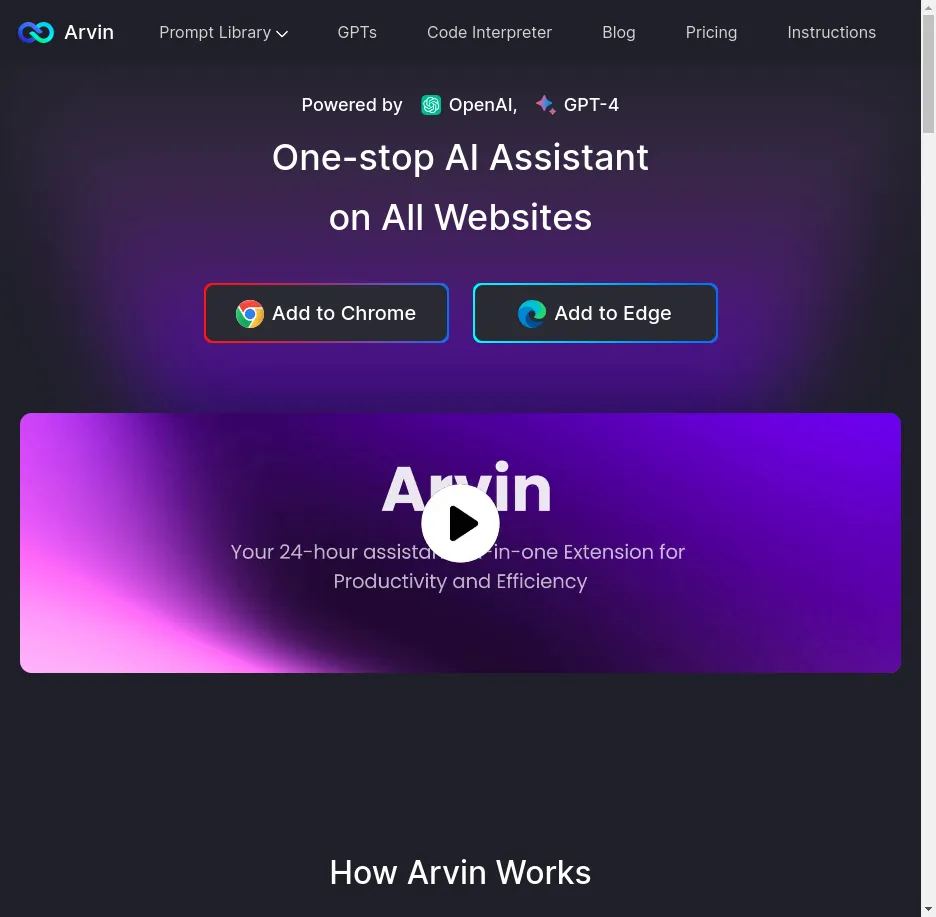 Arvin Prompt Library GPTs Code Interpreter Blog Pricing Instructions
Powered by OpenAI, GPT-4
One-stop AI Assistant
on All Websites
Add to Chrome Add to Edge
Arvin
Your 24-hour -in-one Extension for
Productivity and Efficiency
How Arvin Works